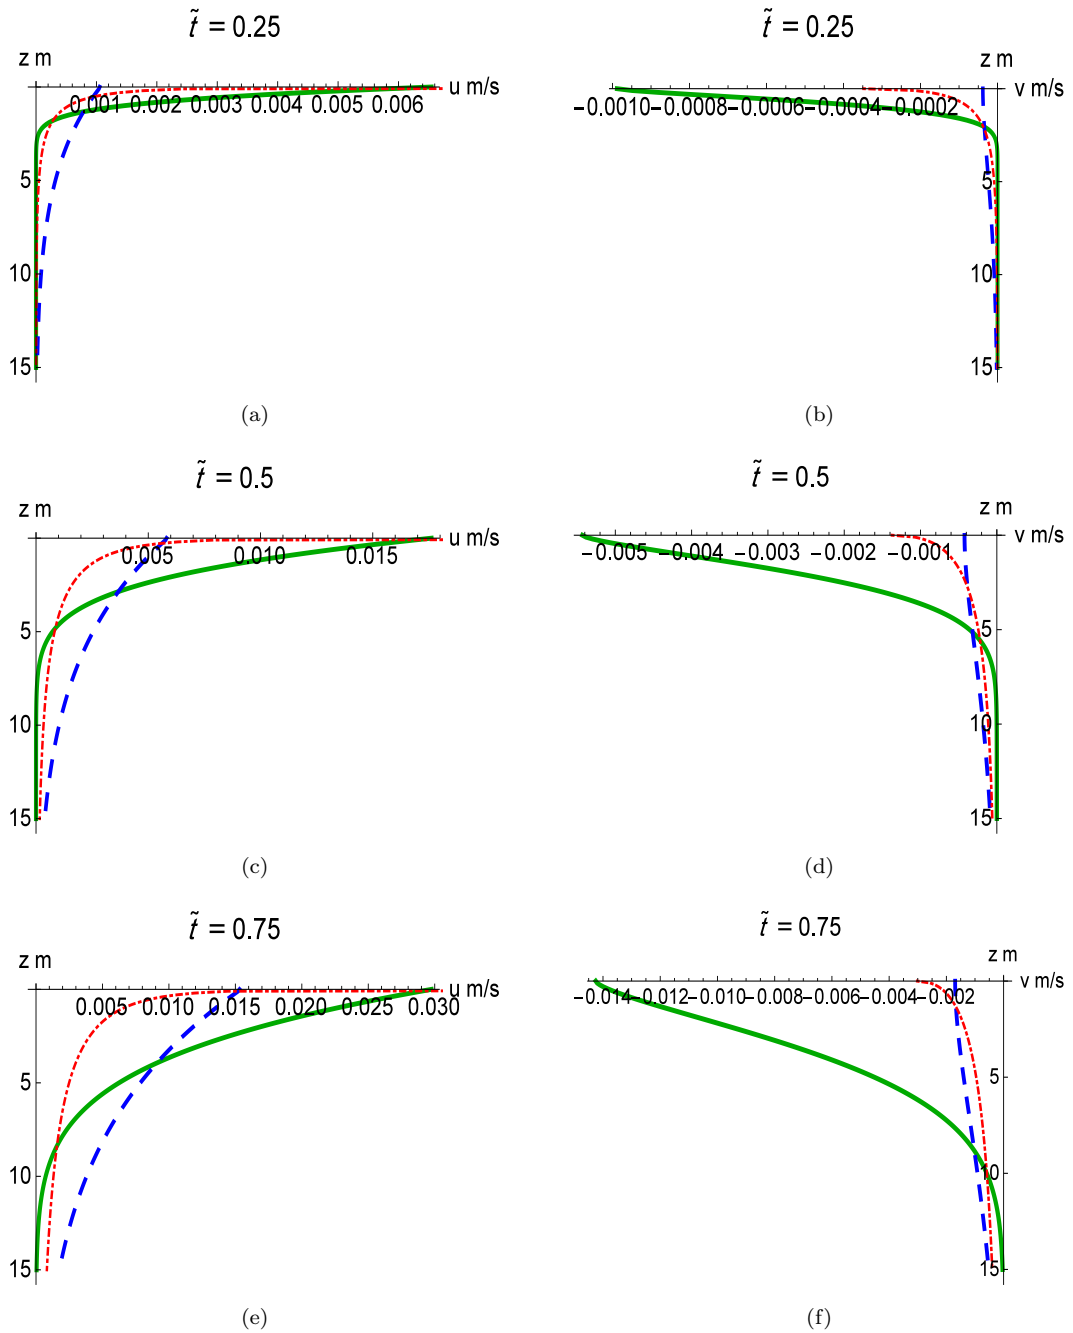 t̃ = 0.25
z m
u m/s
0.001 0.002 0.003 0.004 0.005 0.006
5
10
15
(a)
t̃ = 0.25
z m
v m/s
−0.0010 −0.0008 −0.0006 −0.0004 −0.0002
5
10
15
(b)
t̃ = 0.5
z m
u m/s
0.005 0.010 0.015
5
10
15
(c)
t̃ = 0.5
z m
v m/s
−0.005 −0.004 −0.003 −0.002 −0.001
5
10
15
(d)
t̃ = 0.75
z m
u m/s
0.005 0.010 0.015 0.020 0.025 0.030
5
10
15
(e)
t̃ = 0.75
z m
v m/s
−0.014 −0.012 −0.010 −0.008 −0.006 −0.004 −0.002
5
10
15
(f)